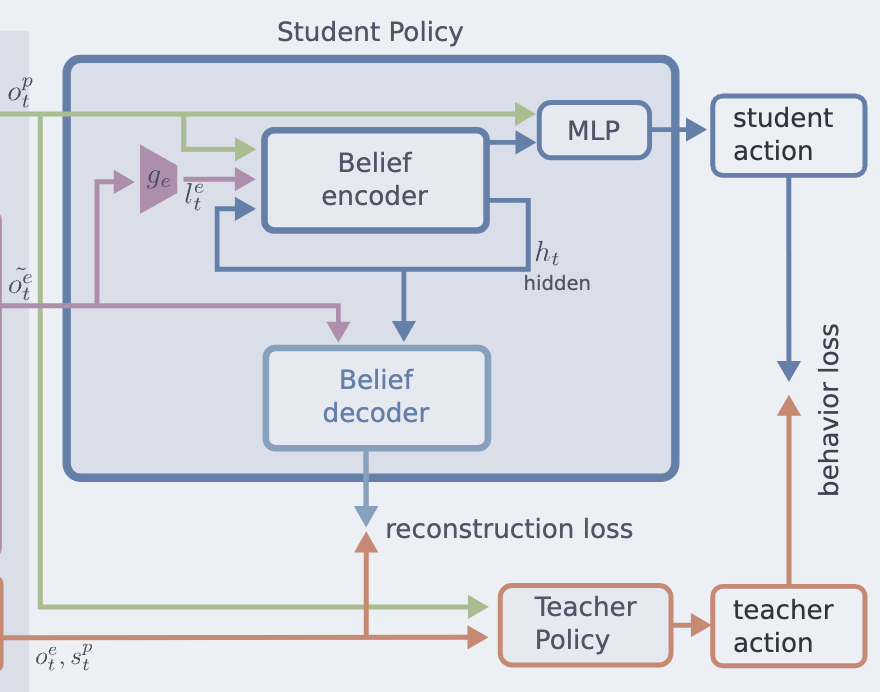 Student Policy
o_t^p
MLP
student
action
Belief
encoder
g_e
l_t^e
h_t
hidden
õ_t^e
Belief
decoder
behavior loss
reconstruction loss
Teacher
Policy
teacher
action
o_t^e, s_t^p